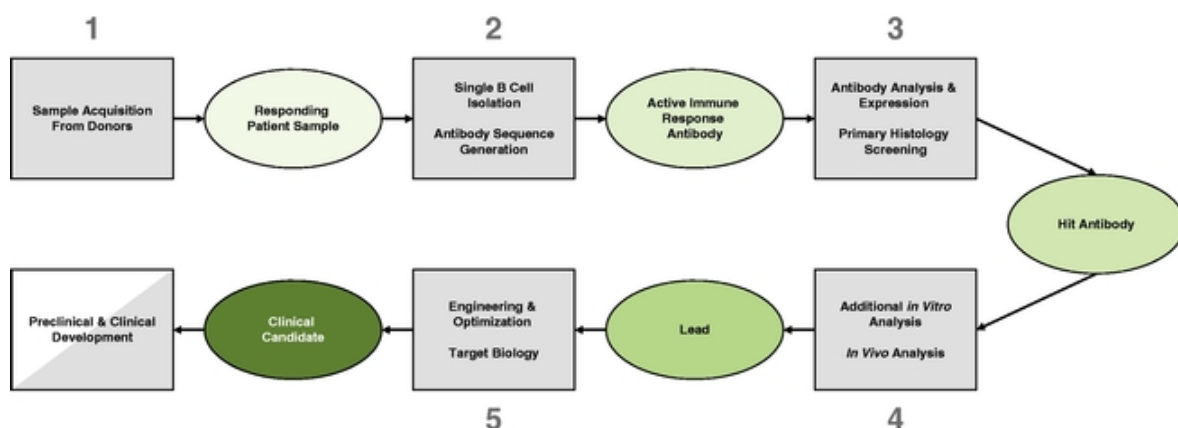 1
2
3
Sample Acquisition
From Donors
Responding
Patient Sample
Single B Cell
Isolation
Antibody Sequence
Generation
Active Immune
Response
Antibody
Antibody Analysis &
Expression
Primary Histology
Screening
Hit Antibody
Additional in Vitro
Analysis
In Vivo Analysis
4
Lead
Engineering &
Optimization
Target Biology
5
Clinical
Candidate
Preclinical & Clinical
Development